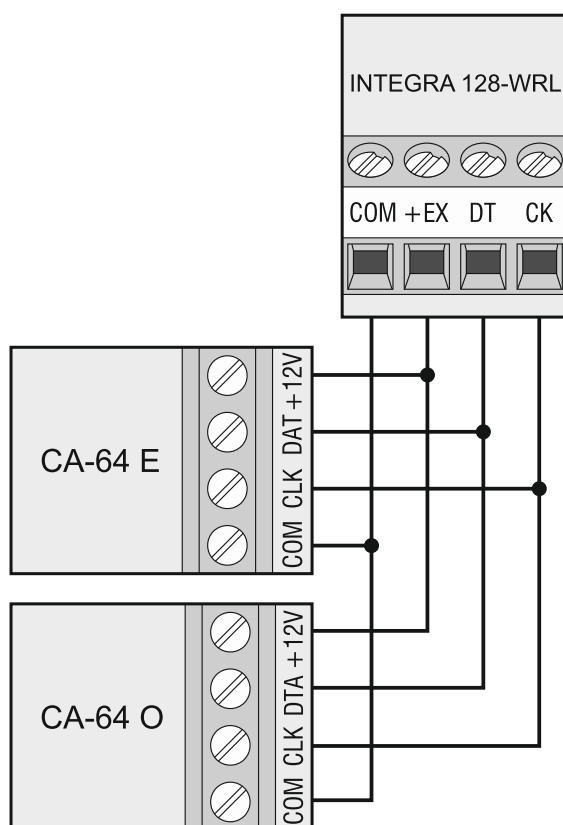 INTEGRA 128-WRL
COM +EX DT CK
CA-64 E
+12V
DAT
CLK
COM
CA-64 O
+12V
DTA
CLK
COM